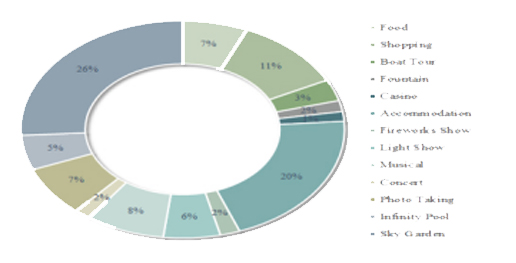 7%
11%
3%
2%
1%
20%
2%
6%
8%
2%
7%
5%
26%
Food
Shopping
Boat Tour
Fountain
Casino
Accommodation
Fireworks Show
Light Show
Musical
Concert
Photo Taking
Infinity Pool
Sky Garden